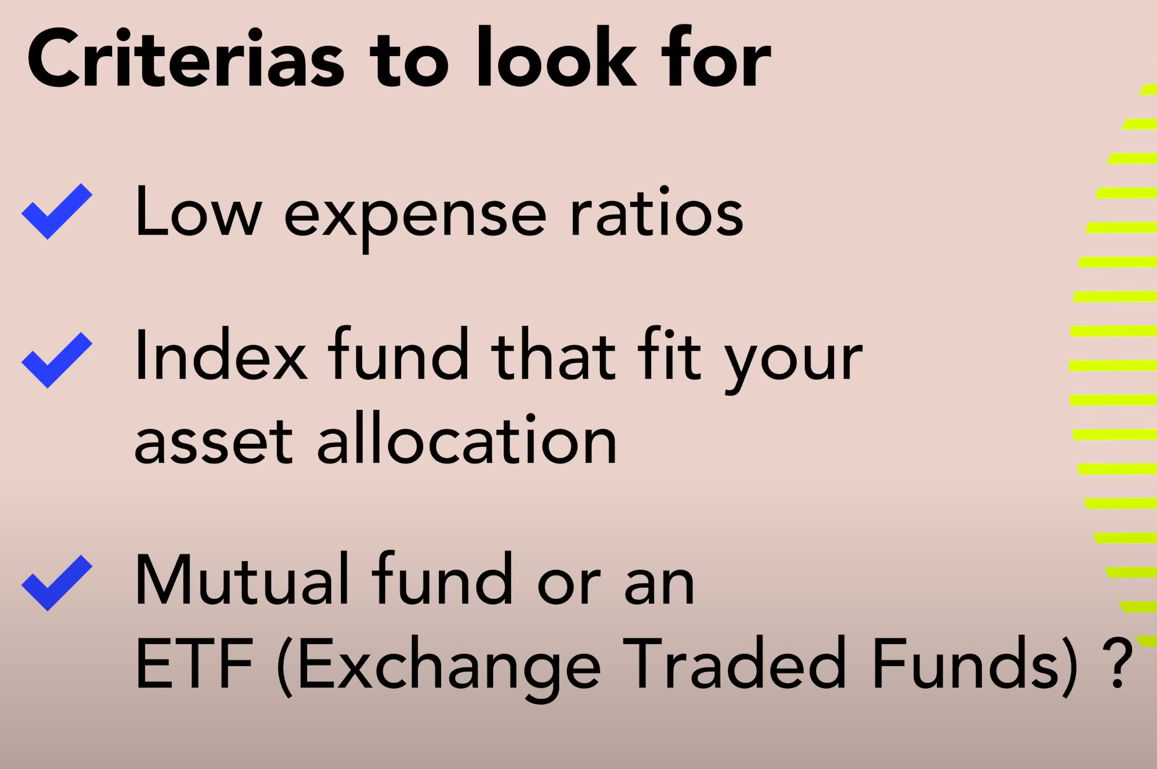 Criterias to look for
Low expense ratios
Index fund that fit your
asset allocation
Mutual fund or an
ETF (Exchange Traded Funds) ?